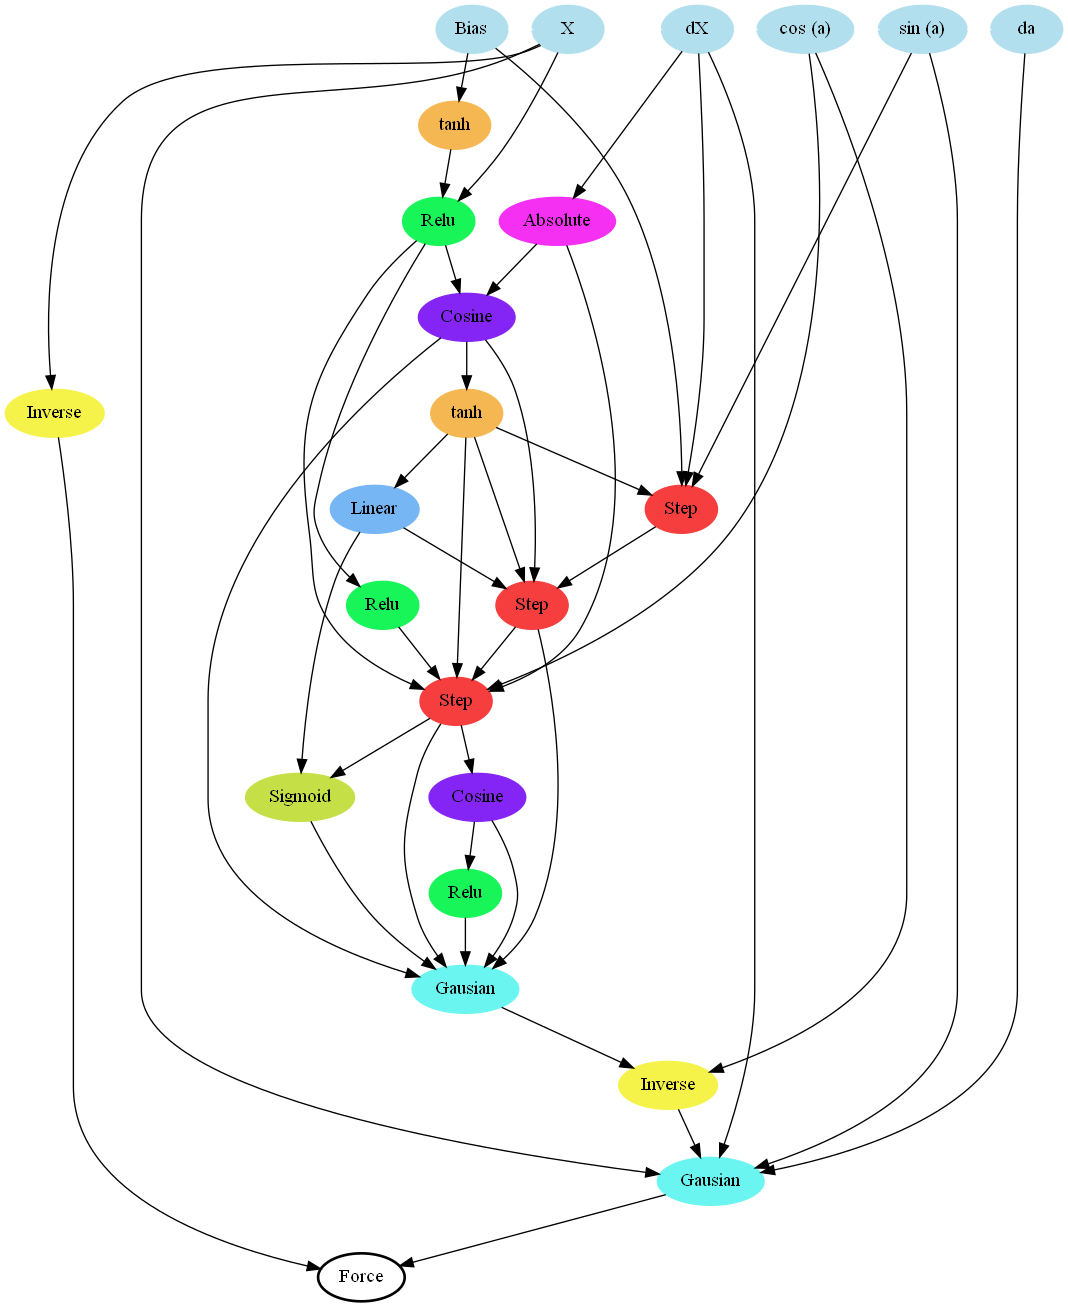 Bias X dX cos (a) sin (a) da
tanh
Relu Absolute
Cosine
Inverse tanh
Linear Step
Relu Step
Step
Sigmoid Cosine
Relu
Gausian
Inverse
Gausian
Force